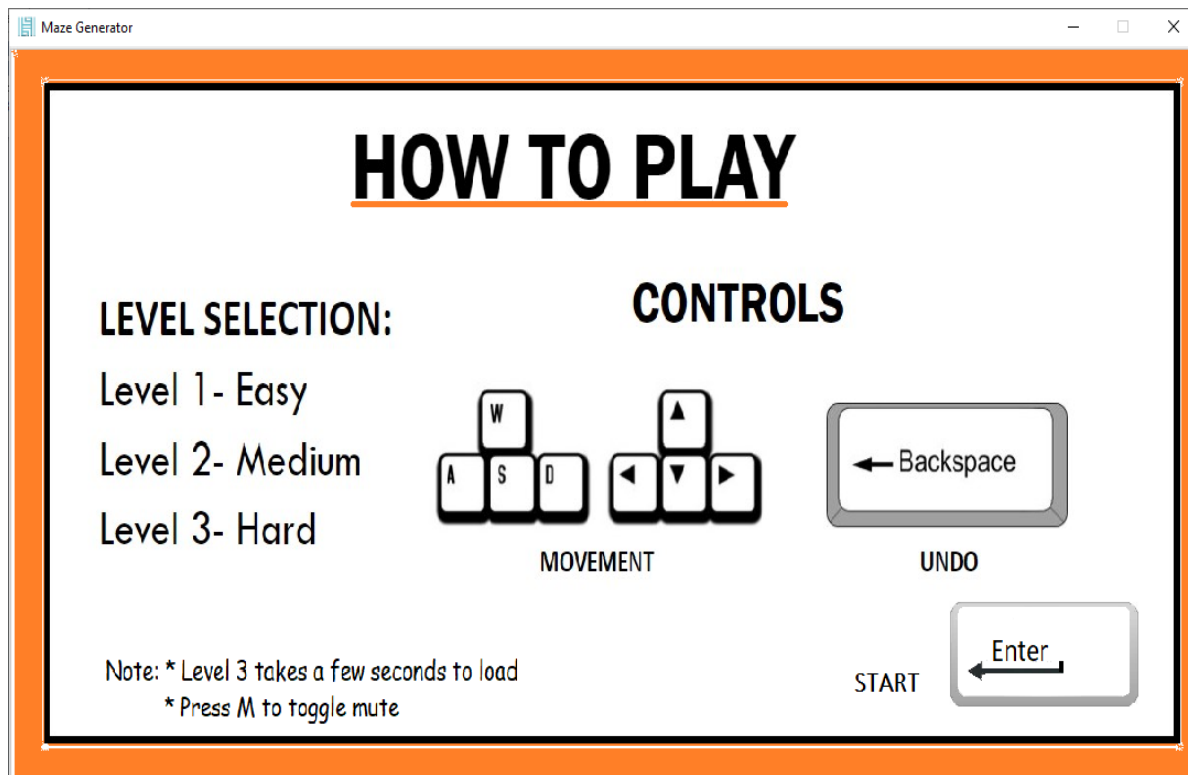 Maze Generator
HOW TO PLAY
CONTROLS
LEVEL SELECTION:
Level 1- Easy
Level 2- Medium
Level 3- Hard
W
A S D
MOVEMENT
Backspace
UNDO
Note: * Level 3 takes a few seconds to load
* Press M to toggle mute
START
Enter